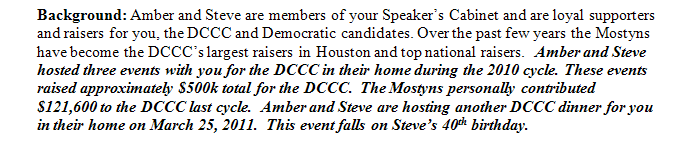 Background: Amber and Steve are members of your Speaker's Cabinet and are loyal supporters
and raisers for you, the DCCC and Democratic candidates. Over the past few years the Mostyns
have become the DCCC's largest raisers in Houston and top national raisers. Amber and Steve
hosted three events with you for the DCCC in their home during the 2010 cycle. These events
raised approximately $500k total for the DCCC. The Mostyns personally contributed
$121,600 to the DCCC last cycle. Amber and Steve are hosting another DCCC dinner for you
in their home on March 25, 2011. This event falls on Steve's 40th birthday.